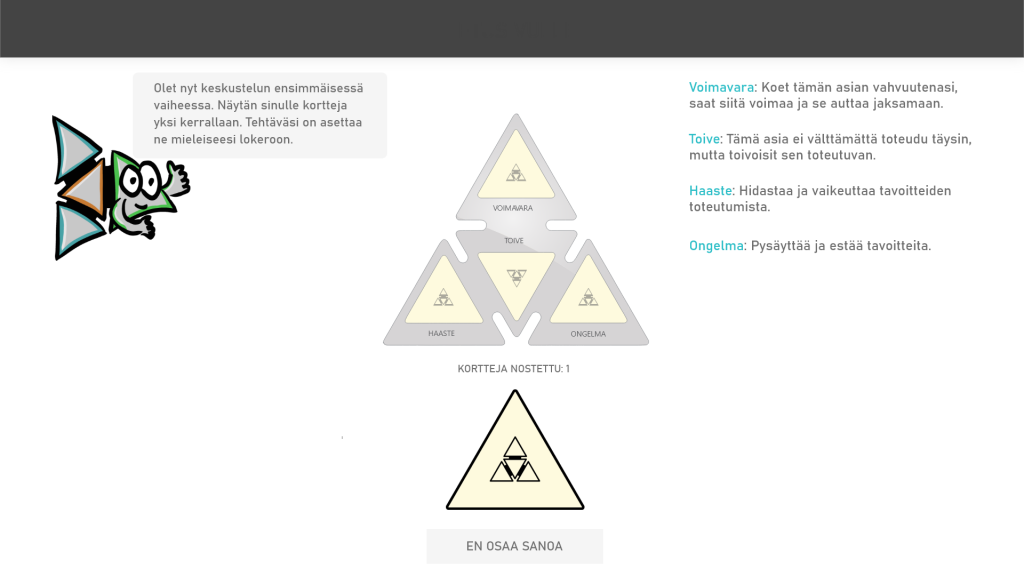 Olet nyt keskustelun ensimmäisessä
vaiheessa. Näytän sinulle kortteja
yksi kerrallaan. Tehtäväsi on asettaa
ne mieleiseesi lokeroon.
VOIMAVARA
TOIVE
HAASTE
ONGELMA
KORTTEJA NOSTETTU: 1
EN OSAA SANOA
Voimavara: Koet tämän asian vahvuutenasi,
saat siitä voimaa ja se auttaa jaksamaan.
Toive: Tämä asia ei välttämättä toteudu täysin,
mutta toivoisit sen toteutuvan.
Haaste: Hidastaa ja vaikeuttaa tavoitteiden
toteutumista.
Ongelma: Pysäyttää ja estää tavoitteita.